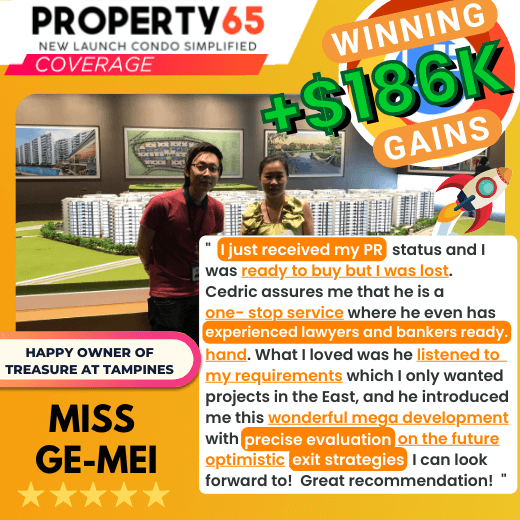 PROPERTY65
NEW LAUNCH CONDO SIMPLIFIED
COVERAGE
WINNING
+$186K
GAINS
" I just received my PR status and I
was ready to buy but I was lost.
Cedric assures me that he is a
one- stop service where he even has
experienced lawyers and bankers ready.
hand. What I loved was he listened to
my requirements which I only wanted
projects in the East, and he introduced
me this wonderful mega development
with precise evaluation on the future
optimistic exit strategies I can look
forward to! Great recommendation! "
HAPPY OWNER OF
TREASURE AT TAMPINES
MISS
GE-MEI